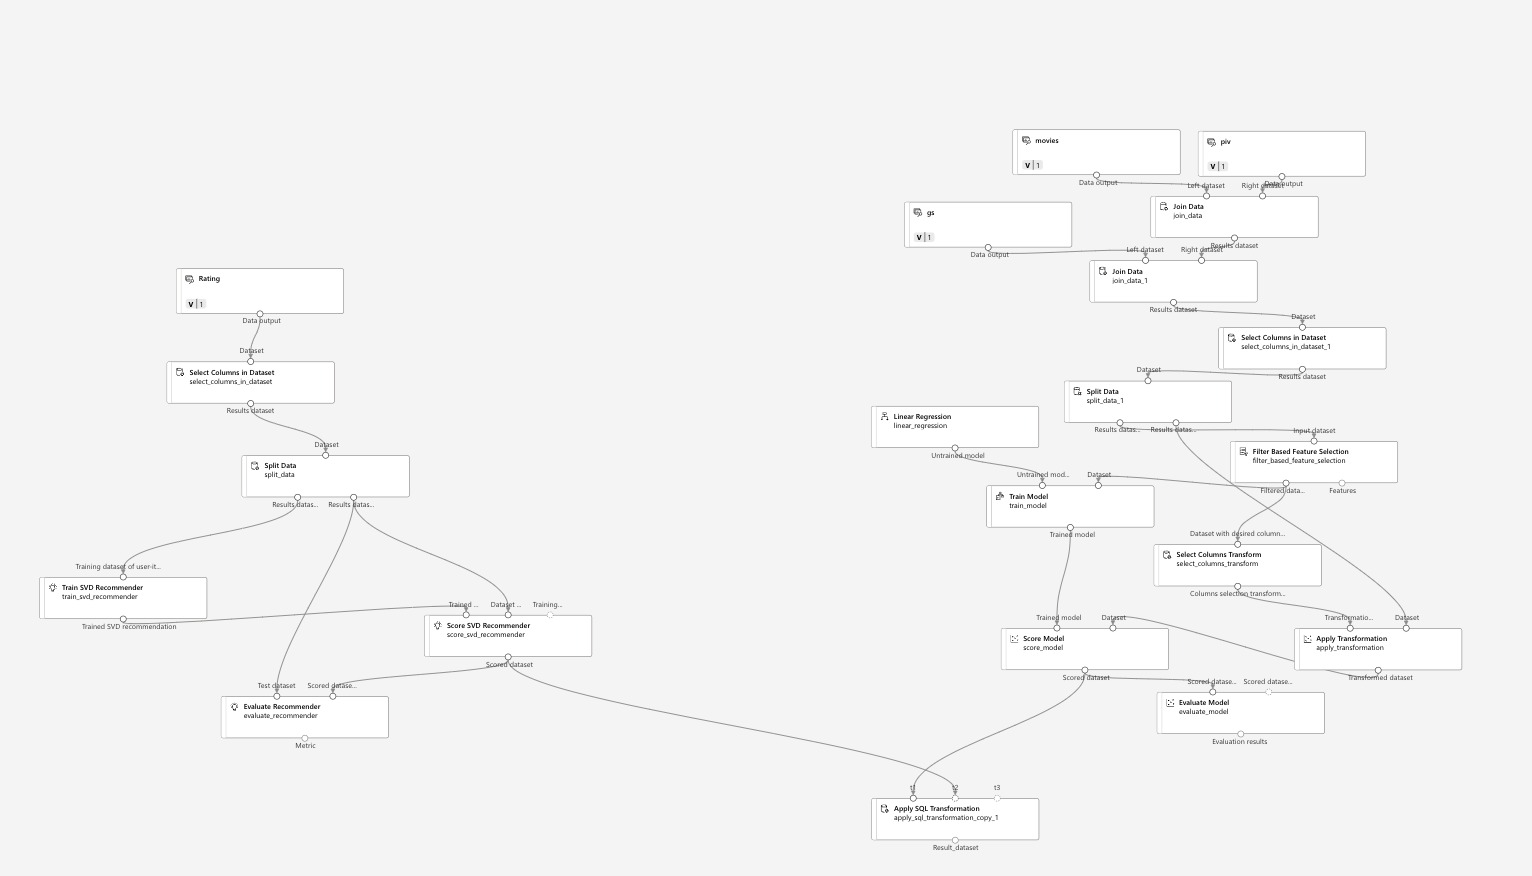 movies
V 1
Data output
piv
V 1
Data output
Left dataset
Right dataset
Join Data
join_data
Results dataset
gs
V 1
Data output
Left dataset
Right dataset
Join Data
join_data_1
Results dataset
Rating
V 1
Data output
Dataset
Select Columns in Dataset
select_columns_in_dataset
Results dataset
Dataset
Split Data
split_data
Results datas...
Results datas...
Training dataset of user-it...
Train SVD Recommender
train_svd_recommender
Trained SVD recommendation
Trained ...
Dataset ...
Training...
Score SVD Recommender
score_svd_recommender
Scored dataset
Test dataset
Scored datase...
Evaluate Recommender
evaluate_recommender
Metric
Dataset
Select Columns in Dataset
select_columns_in_dataset_1
Results dataset
Dataset
Split Data
split_data_1
Results datas...
Results datas...
Linear Regression
linear_regression
Untrained model
Input dataset
Filter Based Feature Selection
filter_based_feature_selection
Filtered data...
Features
Untrained mod...
Dataset
Train Model
train_model
Trained model
Dataset with desired column...
Select Columns Transform
select_columns_transform
Columns selection transform...
Trained model
Dataset
Score Model
score_model
Scored dataset
Transformatio...
Dataset
Apply Transformation
apply_transformation
Transformed dataset
Scored datase...
Scored datase...
Evaluate Model
evaluate_model
Evaluation results
t1
t2
t3
Apply SQL Transformation
apply_sql_transformation_copy_1
Result_dataset